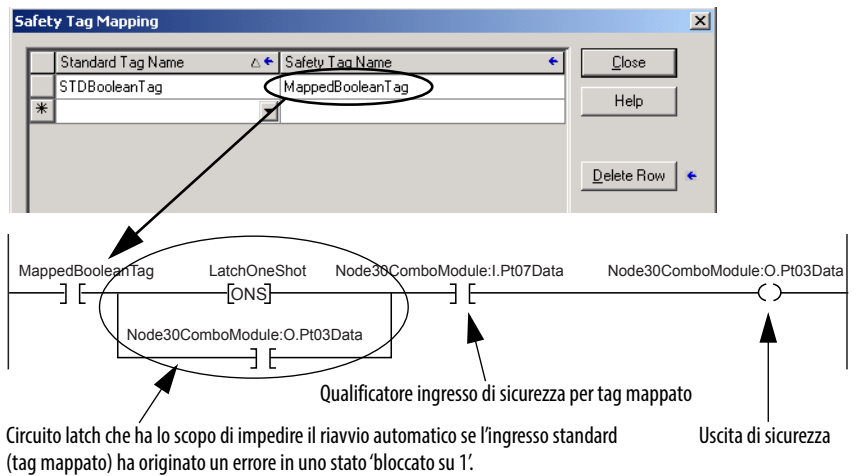 Safety Tag Mapping
Standard Tag Name Safety Tag Name Close
STDBooleanTag MappedBooleanTag
Help
Delete Row
MappedBooleanTag LatchOneShot Node30ComboModule:I.Pt07Data Node30ComboModule:O.Pt03Data
ONS
Node30ComboModule:O.Pt03Data
Qualificatore ingresso di sicurezza per tag mappato
Circuito latch che ha lo scopo di impedire il riavvio automatico se l’ingresso standard Uscita di sicurezza
(tag mappato) ha originato un errore in uno stato ‘bloccato su 1’.